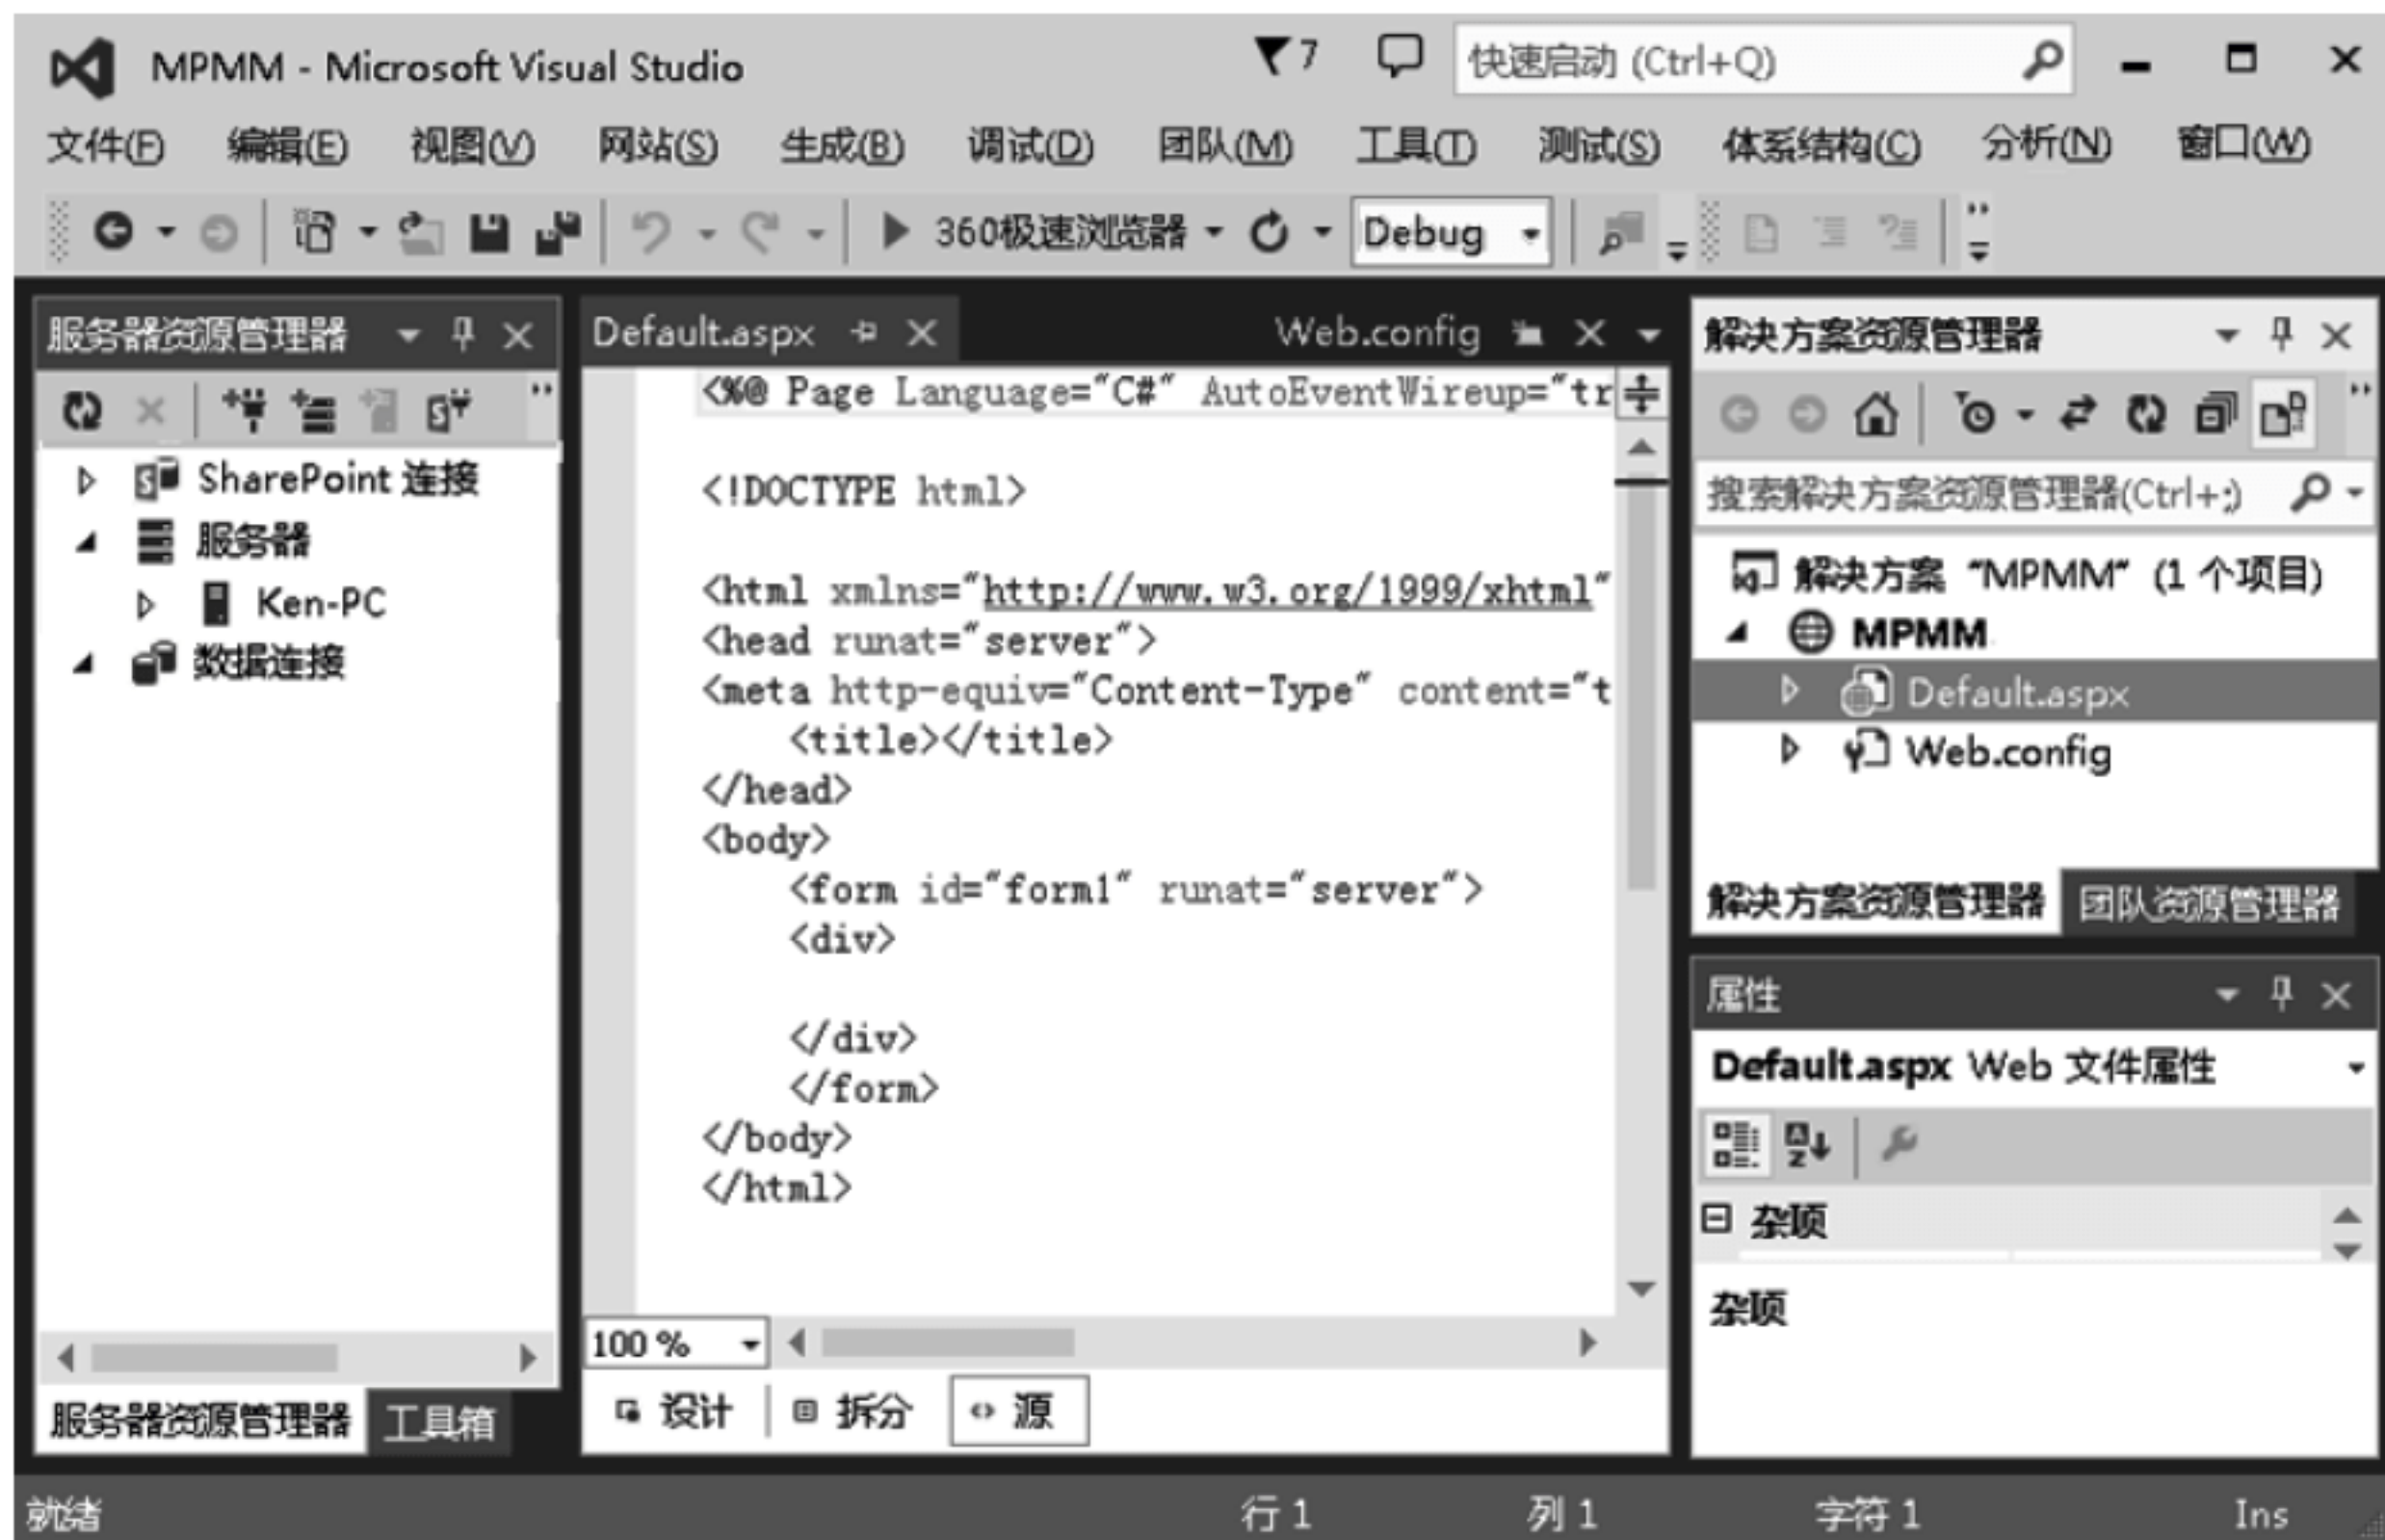 MPMM - Microsoft Visual Studio 7 快速启动 (Ctrl+Q)
文件(F) 编辑(E) 视图(V) 网站(S) 生成(B) 调试(D) 团队(M) 工具(T) 测试(S) 体系结构(C) 分析(N) 窗口(W)
360极速浏览器 Debug
服务器资源管理器
SharePoint 连接
服务器
Ken-PC
数据连接
服务器资源管理器 工具箱
Default.aspx Web.config
<%@ Page Language="C#" AutoEventWireup="tr
<!DOCTYPE html>
<html xmlns="http://www.w3.org/1999/xhtml"
<head runat="server">
<meta http-equiv="Content-Type" content="t
<title></title>
</head>
<body>
<form id="form1" runat="server">
<div>
</div>
</form>
</body>
</html>
100 %
设计 拆分 源
解决方案资源管理器
搜索解决方案资源管理器(Ctrl+;)
解决方案 "MPMM" (1 个项目)
MPMM
Default.aspx
Web.config
解决方案资源管理器 团队资源管理器
属性
Default.aspx Web 文件属性
杂项
杂项
就绪 行 1 列 1 字符 1 Ins